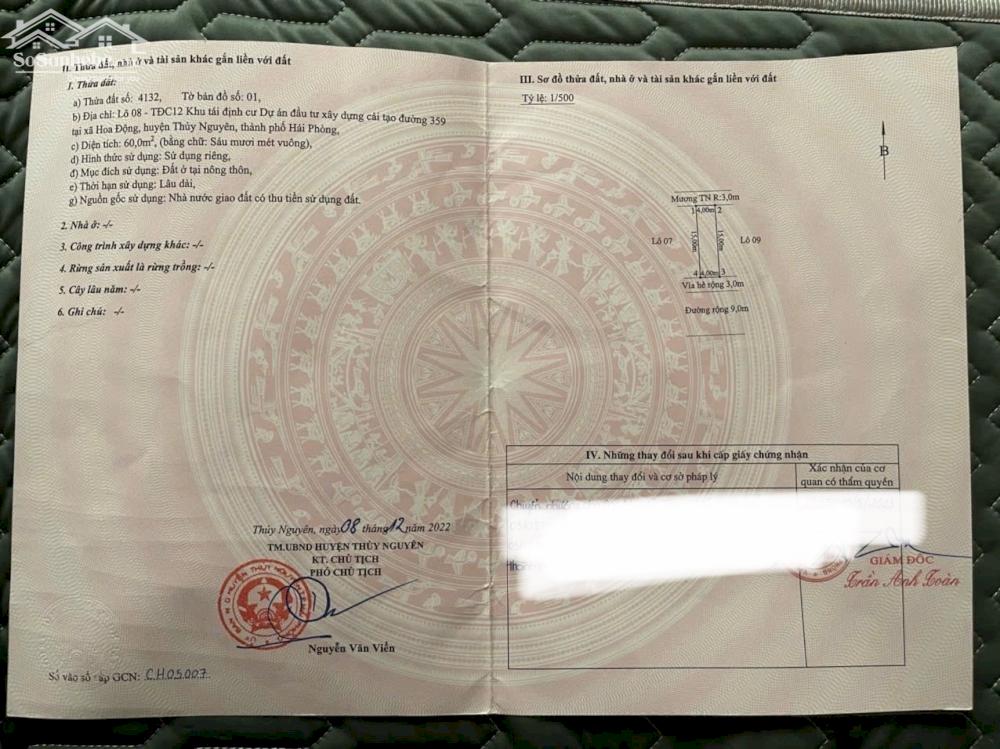 SoSanhNha
II. Thửa đất, nhà ở và tài sản khác gắn liền với đất
1. Thửa đất:
a) Thửa đất số: 4132, Tờ bản đồ số: 01,
b) Địa chỉ: Lô 08 - TĐC12 Khu tái định cư Dự án đầu tư xây dựng cải tạo đường 359
tại xã Hoa Động, huyện Thủy Nguyên, thành phố Hải Phòng,
c) Diện tích: 60,0m², (bằng chữ: Sáu mươi mét vuông),
d) Hình thức sử dụng: Sử dụng riêng,
đ) Mục đích sử dụng: Đất ở tại nông thôn,
e) Thời hạn sử dụng: Lâu dài,
g) Nguồn gốc sử dụng: Nhà nước giao đất có thu tiền sử dụng đất.
2. Nhà ở: -/-
3. Công trình xây dựng khác: -/-
4. Rừng sản xuất là rừng trồng: -/-
5. Cây lâu năm: -/-
6. Ghi chú: -/-
Thủy Nguyên, ngày 08 tháng 12 năm 2022
TM.UBND HUYỆN THỦY NGUYÊN
KT. CHỦ TỊCH
PHÓ CHỦ TỊCH
Nguyễn Văn Viển
Số vào sổ cấp GCN: CH05007
III. Sơ đồ thửa đất, nhà ở và tài sản khác gắn liền với đất
Tỷ lệ: 1/500
B
Mương TN R:3,0m
1 4,00m 2
Lô 07 15,00m 15,00m Lô 09
4 4,00m 3
Vỉa hè rộng 3,0m
Đường rộng 9,0m
IV. Những thay đổi sau khi cấp giấy chứng nhận
Nội dung thay đổi và cơ sở pháp lý
Xác nhận của cơ
quan có thẩm quyền
GIÁM ĐỐC
Trần Anh Toàn